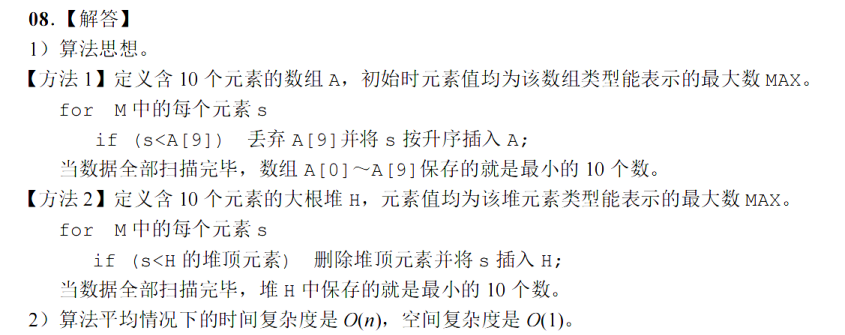 08.【解答】
1）算法思想。
【方法 1】定义含 10 个元素的数组 A，初始时元素值均为该数组类型能表示的最大数 MAX。
for M 中的每个元素 s
if (s<A[9]) 丢弃 A[9]并将 s 按升序插入 A;
当数据全部扫描完毕，数组 A[0]～A[9]保存的就是最小的 10 个数。
【方法 2】定义含 10 个元素的大根堆 H，元素值均为该堆元素类型能表示的最大数 MAX。
for M 中的每个元素 s
if (s<H 的堆顶元素) 删除堆顶元素并将 s 插入 H;
当数据全部扫描完毕，堆 H 中保存的就是最小的 10 个数。
2）算法平均情况下的时间复杂度是 O(n)，空间复杂度是 O(1)。